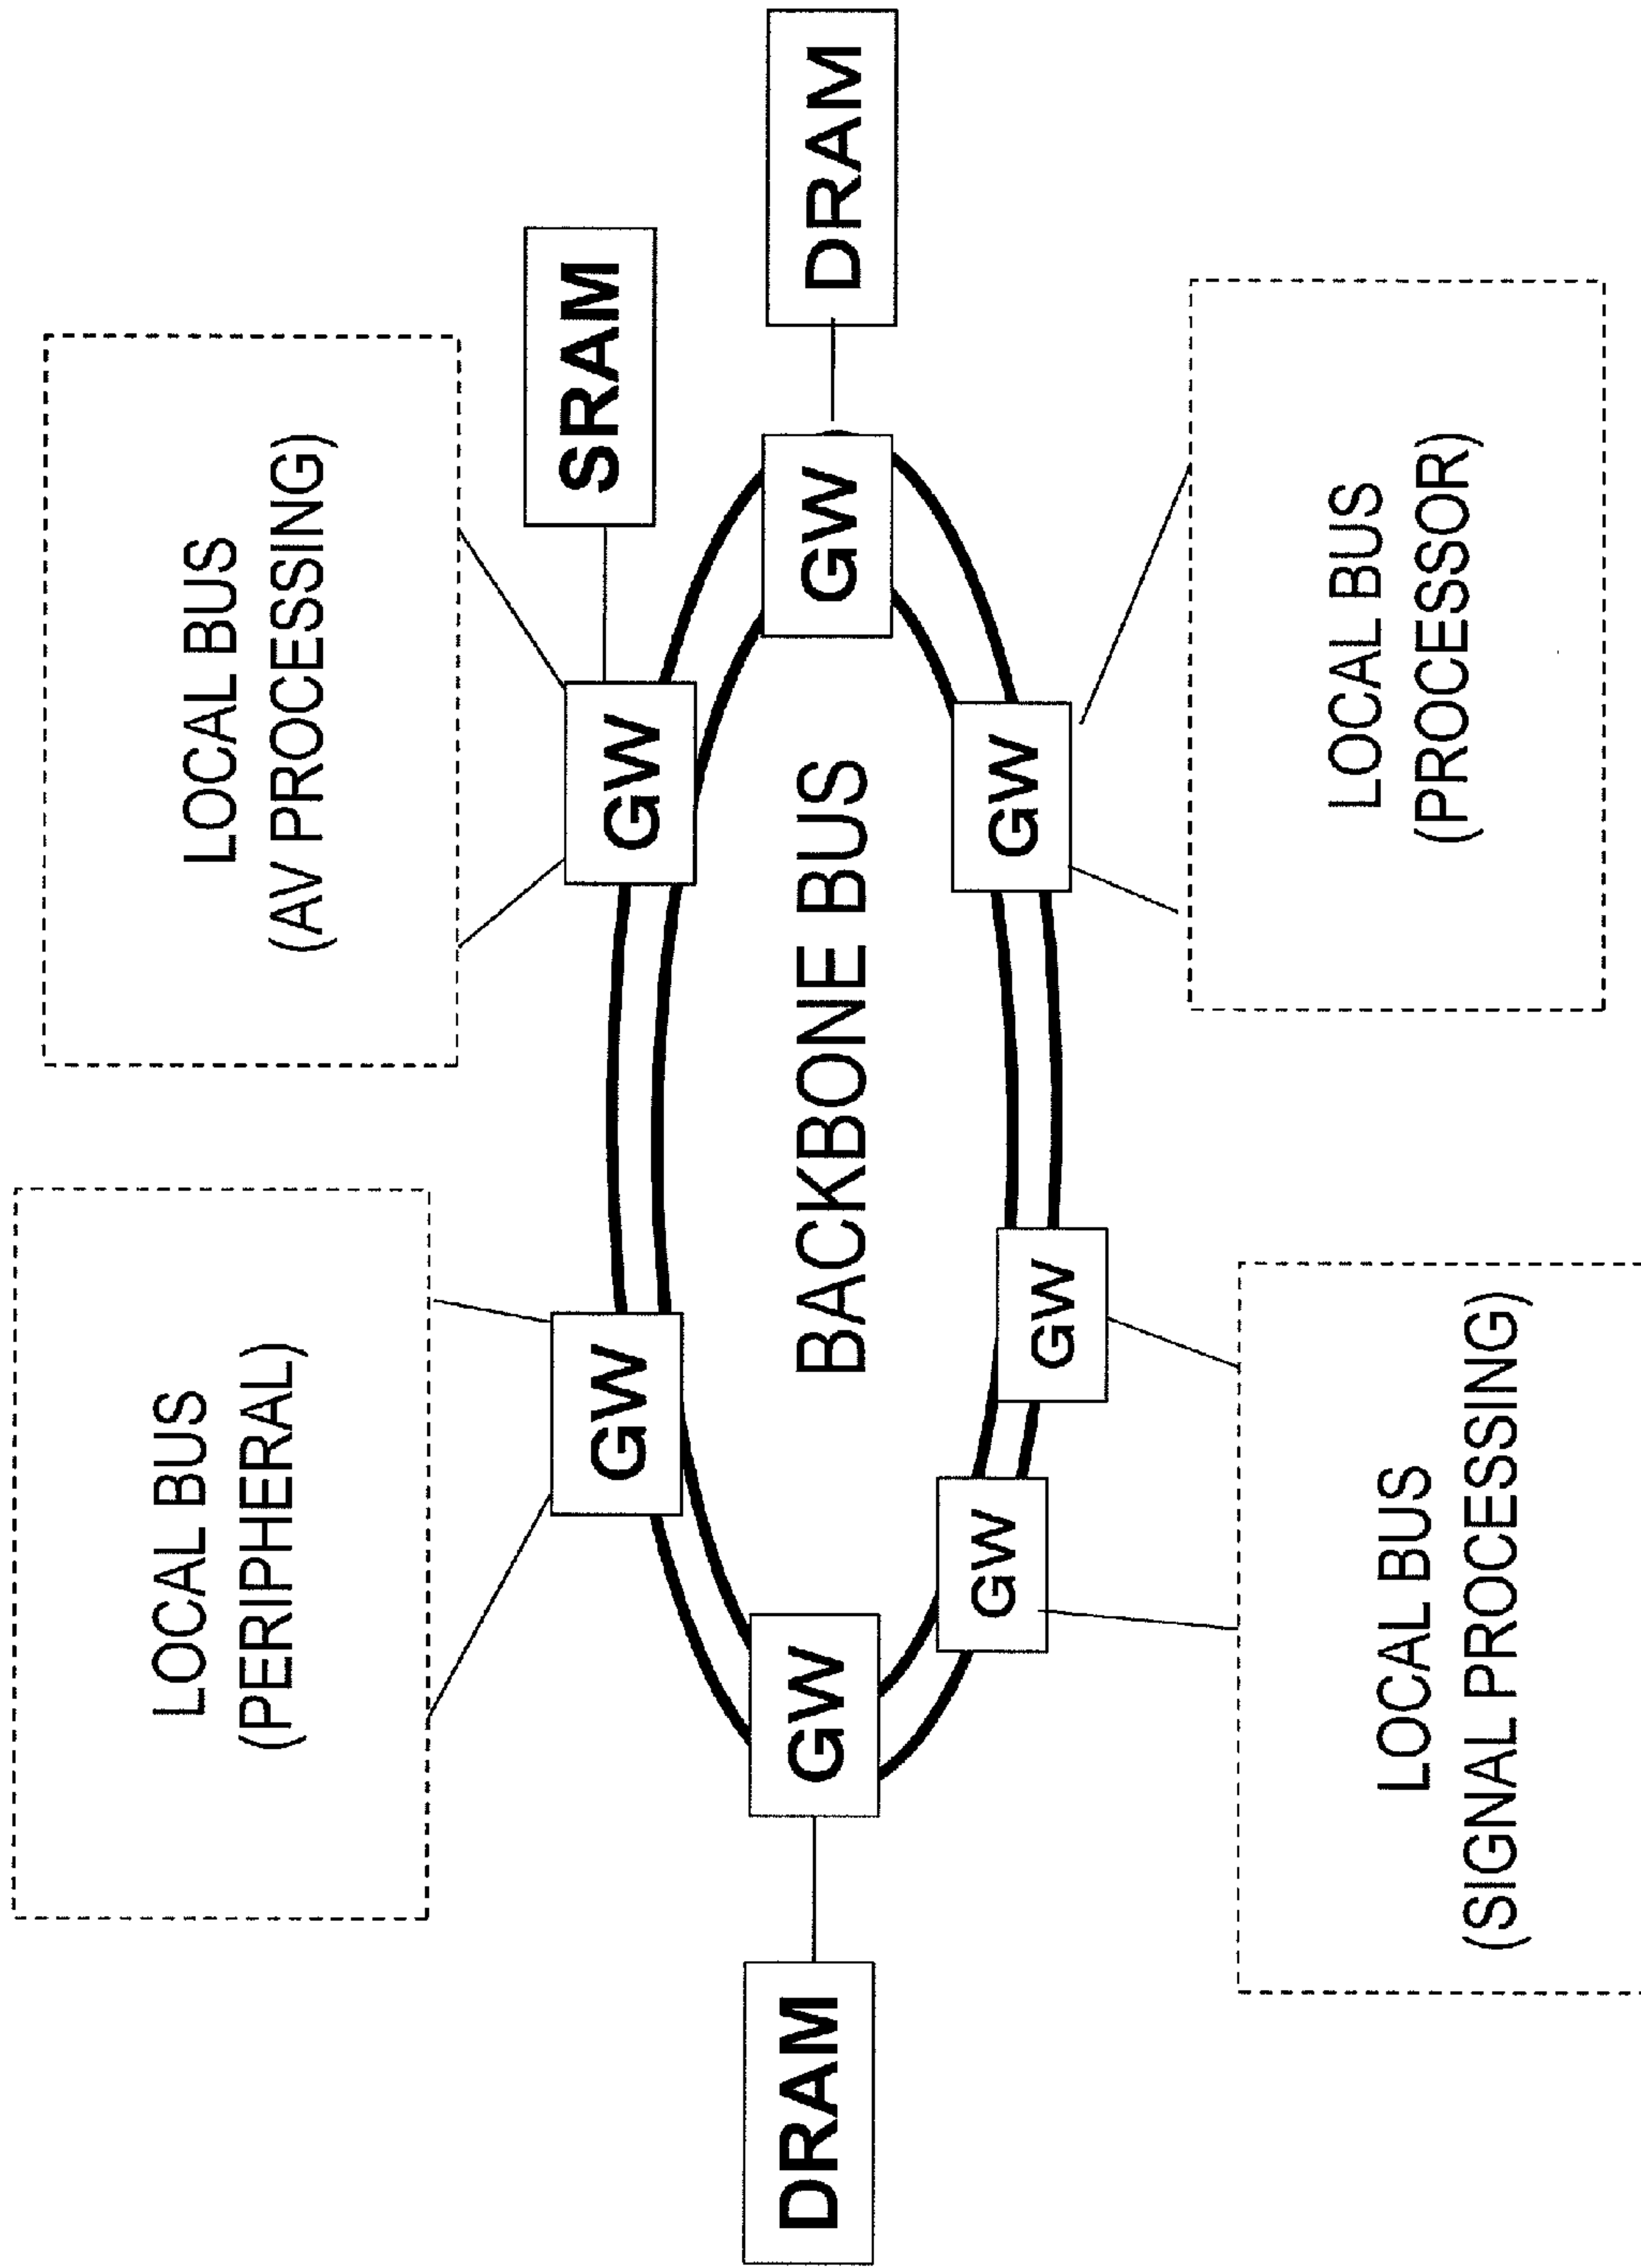 LOCAL BUS
(PERIPHERAL)
LOCAL BUS
(AV PROCESSING)
SRAM
GW
GW
DRAM
GW
BACKBONE BUS
GW
DRAM
GW
GW
GW
LOCAL BUS
(SIGNAL PROCESSING)
LOCAL BUS
(PROCESSOR)